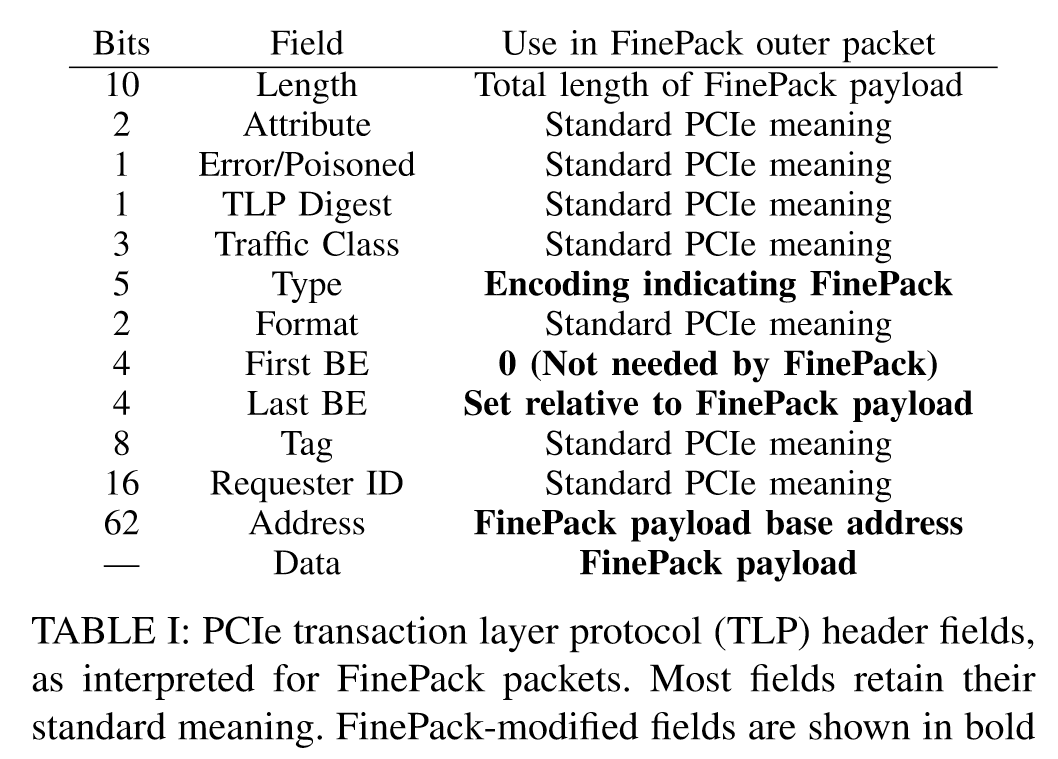 Bits Field Use in FinePack outer packet
10 Length Total length of FinePack payload
2 Attribute Standard PCIe meaning
1 Error/Poisoned Standard PCIe meaning
1 TLP Digest Standard PCIe meaning
3 Traffic Class Standard PCIe meaning
5 Type Encoding indicating FinePack
2 Format Standard PCIe meaning
4 First BE 0 (Not needed by FinePack)
4 Last BE Set relative to FinePack payload
8 Tag Standard PCIe meaning
16 Requester ID Standard PCIe meaning
62 Address FinePack payload base address
— Data FinePack payload
TABLE I: PCIe transaction layer protocol (TLP) header fields,
as interpreted for FinePack packets. Most fields retain their
standard meaning. FinePack-modified fields are shown in bold